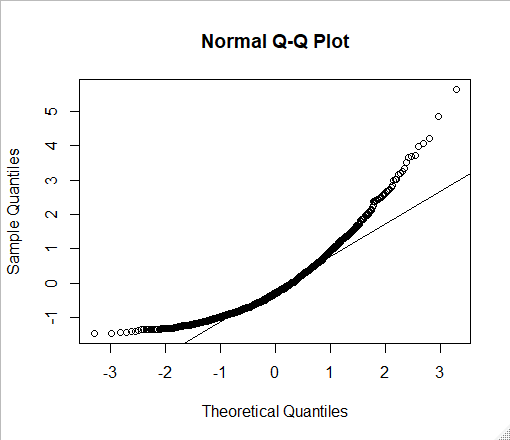 Normal Q-Q Plot
Sample Quantiles
5
4
3
2
1
0
-1
-3 -2 -1 0 1 2 3
Theoretical Quantiles